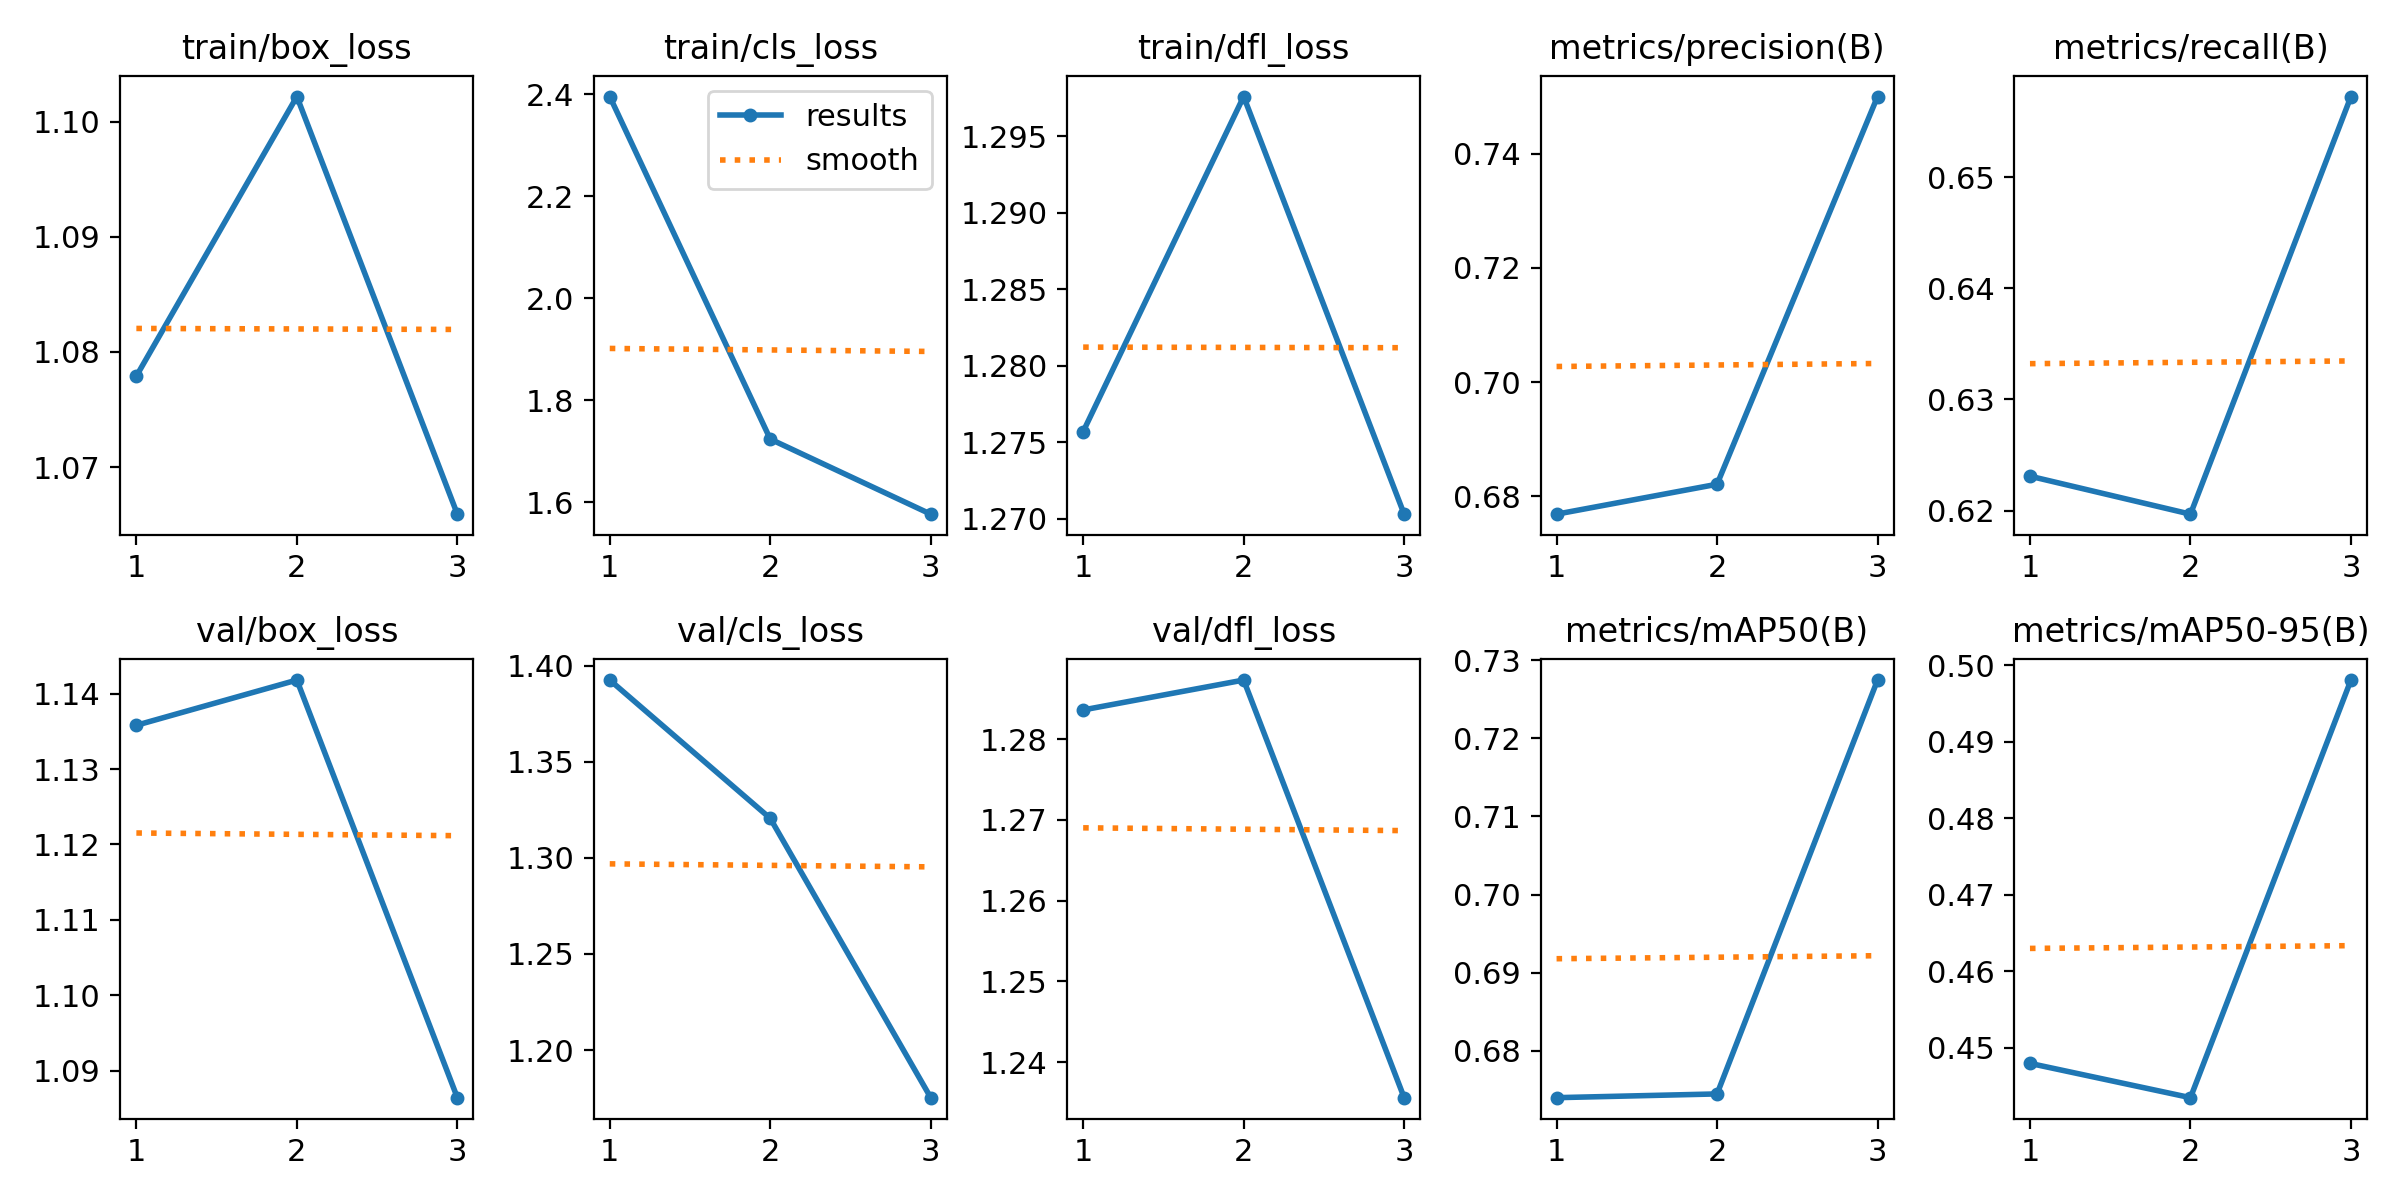 train/box_loss
1.10
1.09
1.08
1.07
1 2 3
train/cls_loss
results
smooth
2.4
2.2
2.0
1.8
1.6
1 2 3
train/dfl_loss
1.295
1.290
1.285
1.280
1.275
1.270
1 2 3
metrics/precision(B)
0.74
0.72
0.70
0.68
1 2 3
metrics/recall(B)
0.65
0.64
0.63
0.62
1 2 3
val/box_loss
1.14
1.13
1.12
1.11
1.10
1.09
1 2 3
val/cls_loss
1.40
1.35
1.30
1.25
1.20
1 2 3
val/dfl_loss
1.28
1.27
1.26
1.25
1.24
1 2 3
metrics/mAP50(B)
0.73
0.72
0.71
0.70
0.69
0.68
1 2 3
metrics/mAP50-95(B)
0.50
0.49
0.48
0.47
0.46
0.45
1 2 3